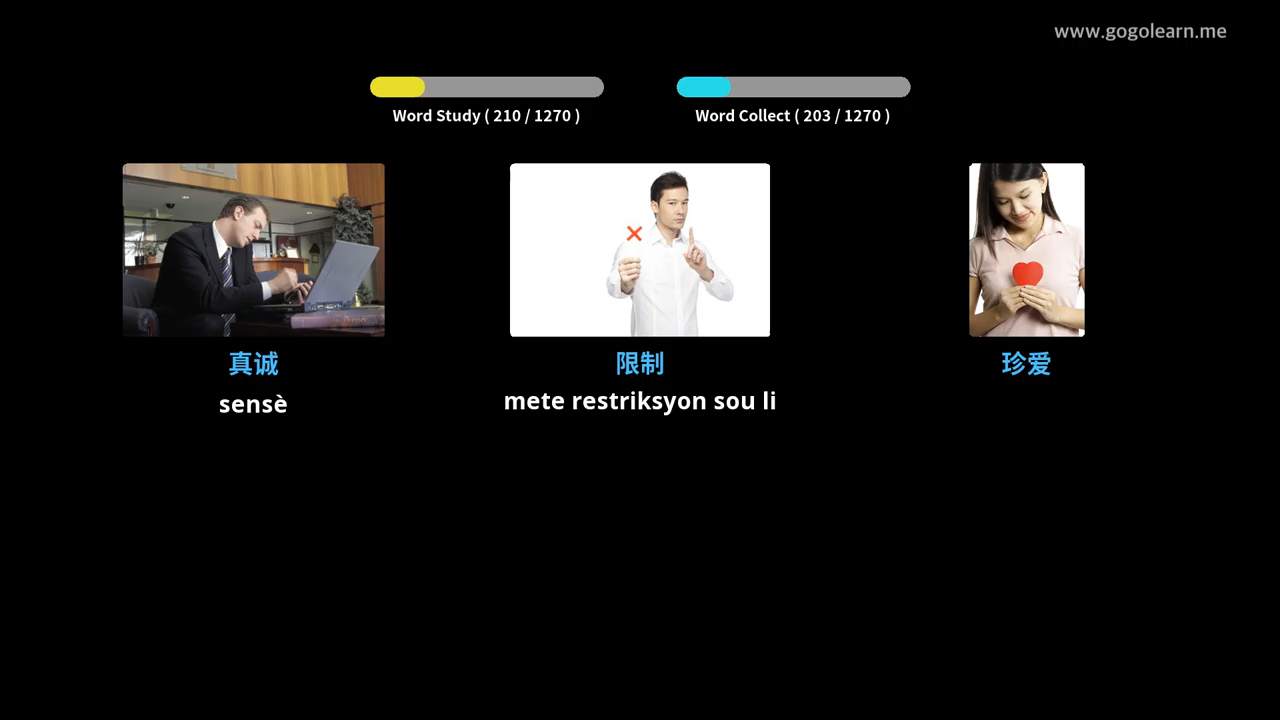 www.gogolearn.me
Word Study ( 210 / 1270 )
Word Collect ( 203 / 1270 )
真诚
限制
珍爱
sensè
mete restriksyon sou li